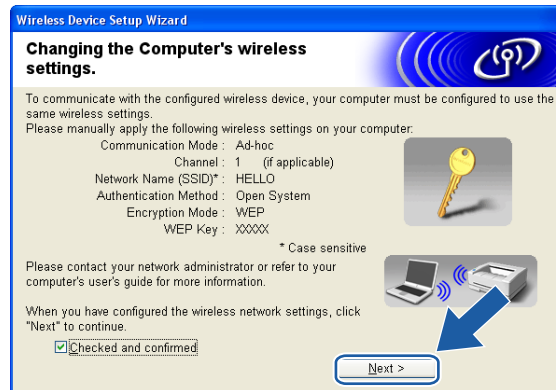 Wireless Device Setup Wizard
Changing the Computer's wireless
settings.
To communicate with the configured wireless device, your computer must be configured to use the
same wireless settings.
Please manually apply the following wireless settings on your computer:
Communication Mode : Ad-hoc
Channel : 1 (if applicable)
Network Name (SSID)* : HELLO
Authentication Method : Open System
Encryption Mode : WEP
WEP Key : XXXXX
* Case sensitive
Please contact your network administrator or refer to your
computer's user's guide for more information.
When you have configured the wireless network settings, click
"Next" to continue.
Checked and confirmed
Next >